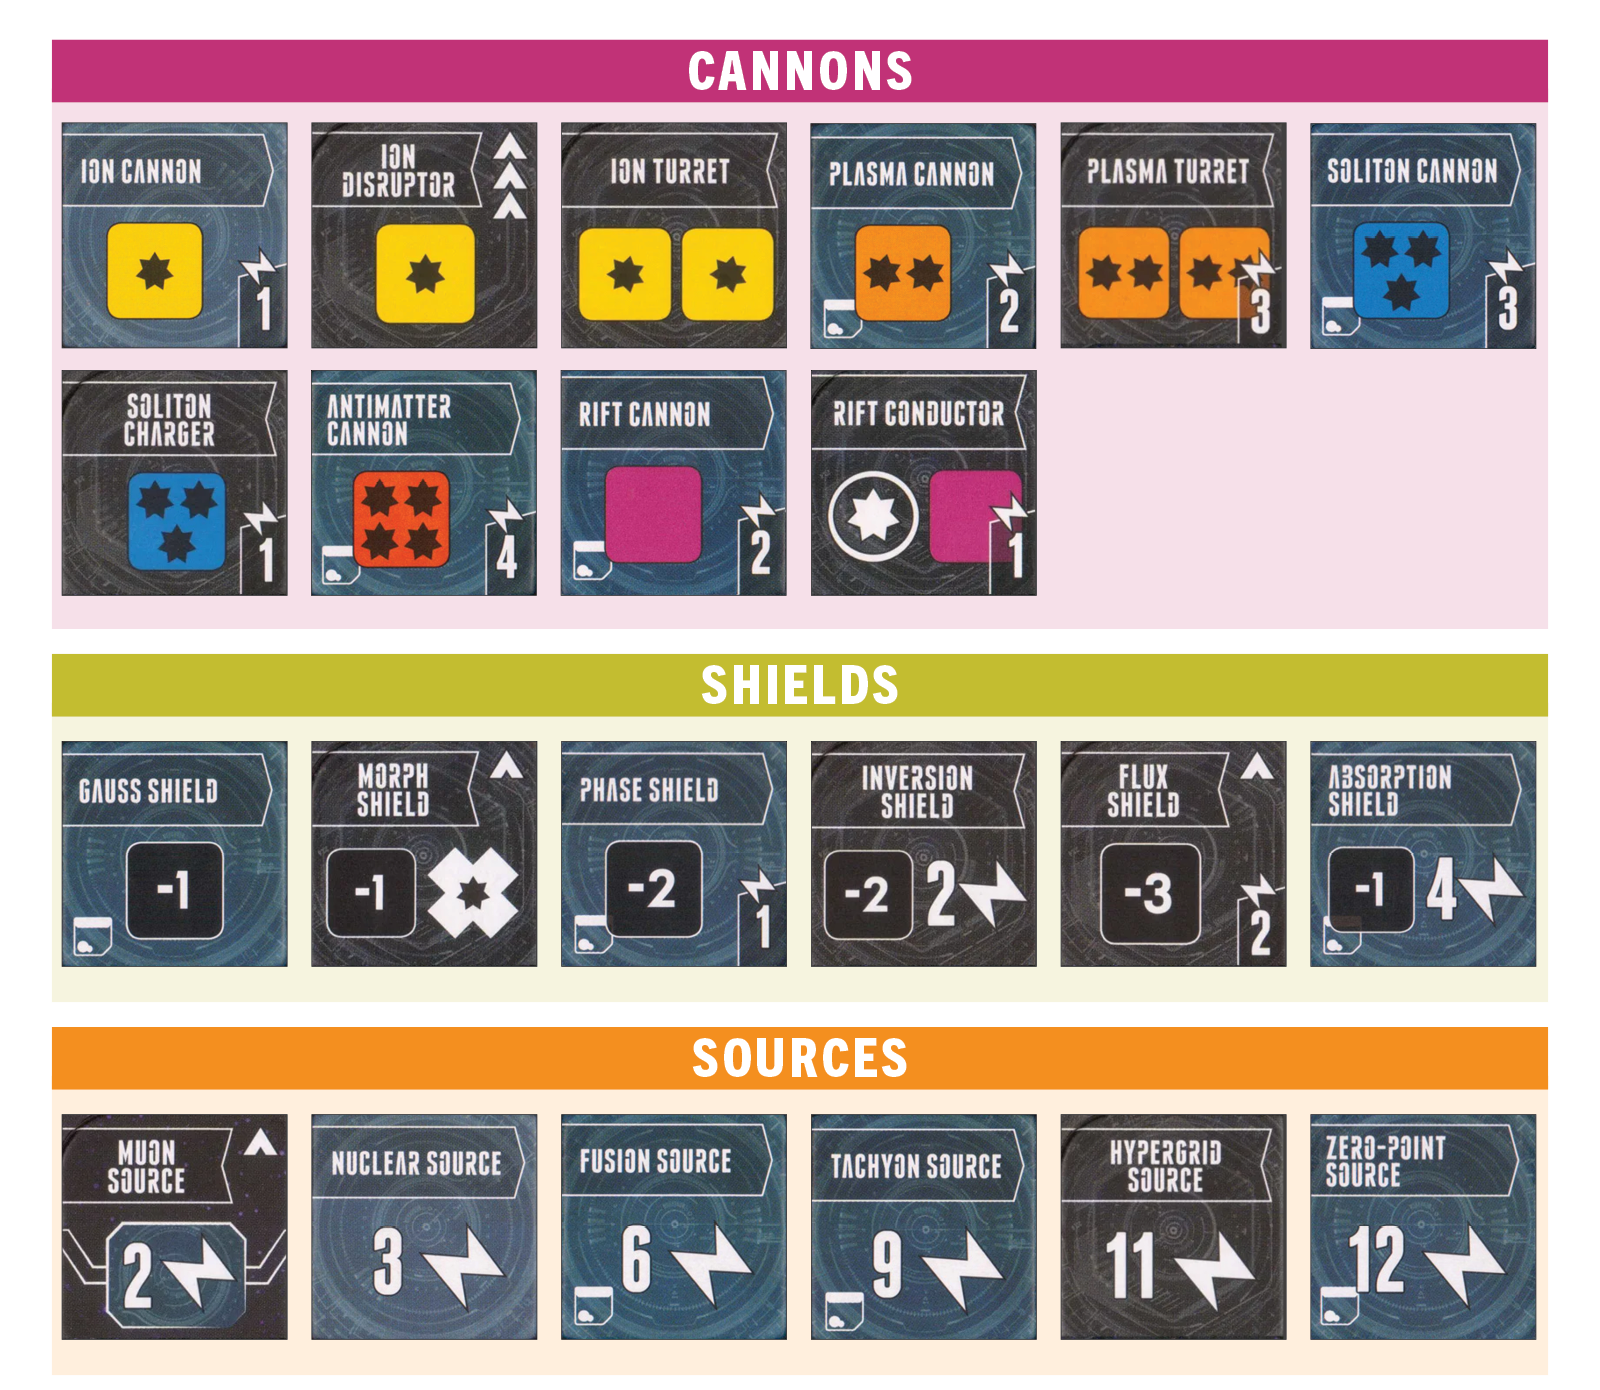 CANNONS
ION CANNON
1
ION
DISRUPTOR
ION TURRET
PLASMA CANNON
2
PLASMA TURRET
3
SOLITON CANNON
3
SOLITON
CHARGER
1
ANTIMATTER
CANNON
4
RIFT CANNON
2
RIFT CONDUCTOR
1
SHIELDS
GAUSS SHIELD
-1
MORPH
SHIELD
-1
PHASE SHIELD
-2
1
INVERSION
SHIELD
-2 2
FLUX
SHIELD
-3
2
ABSORPTION
SHIELD
-1 4
SOURCES
MUON
SOURCE
2
NUCLEAR SOURCE
3
FUSION SOURCE
6
TACHYON SOURCE
9
HYPERGRID
SOURCE
11
ZERO-POINT
SOURCE
12